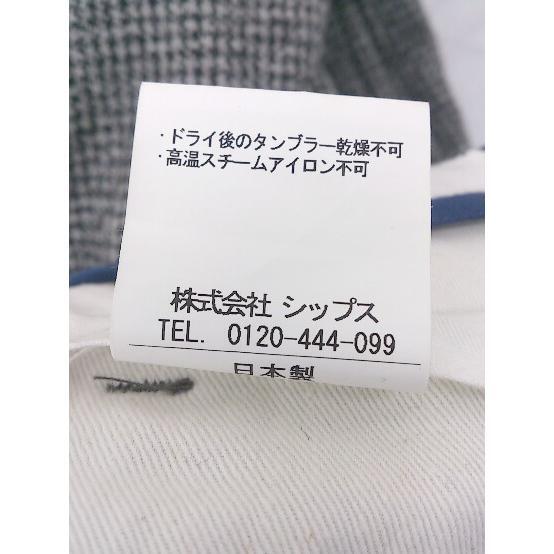 ・ドライ後のタンブラー乾燥不可
・高温スチームアイロン不可
株式会社 シップス
TEL. 0120-444-099
日本製